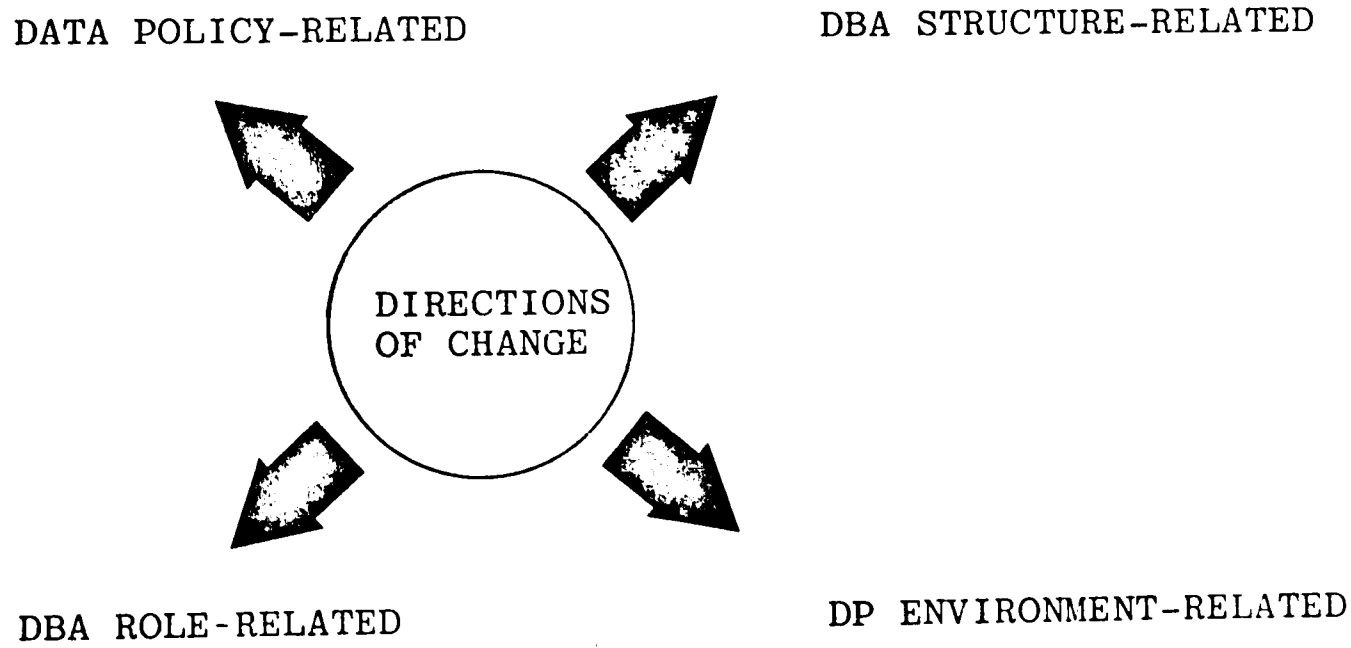 DATA POLICY-RELATED
DBA STRUCTURE-RELATED
DIRECTIONS
OF CHANGE
DBA ROLE-RELATED
DP ENVIRONMENT-RELATED